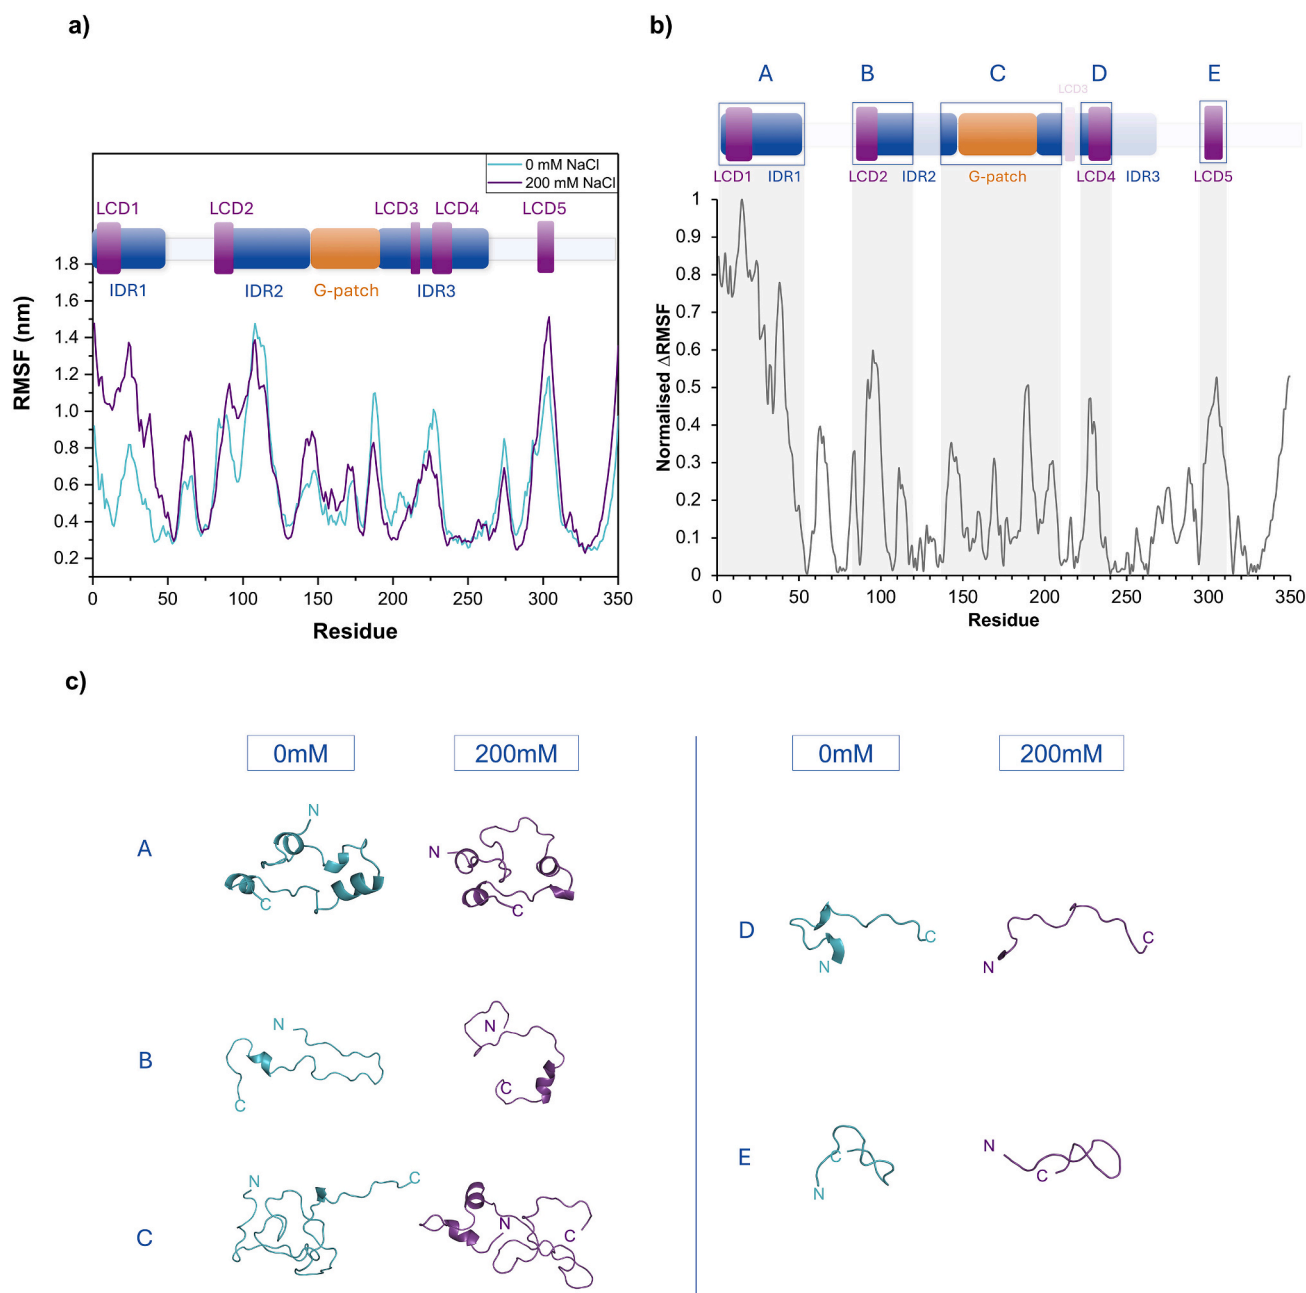 a)
0 mM NaCl
200 mM NaCl
LCD1 LCD2 LCD3 LCD4 LCD5
IDR1 IDR2 G-patch IDR3
RMSF (nm)
1.8
1.6
1.4
1.2
1.0
0.8
0.6
0.4
0.2
0 50 100 150 200 250 300 350
Residue
b)
A B C D E
LCD3
LCD1 IDR1 LCD2 IDR2 G-patch LCD4 IDR3 LCD5
Normalised ΔRMSF
1
0.9
0.8
0.7
0.6
0.5
0.4
0.3
0.2
0.1
0
0 50 100 150 200 250 300 350
Residue
c)
0mM 200mM
A N C N C
B N C N C
C N C N C
0mM 200mM
D N C N C
E N C N C